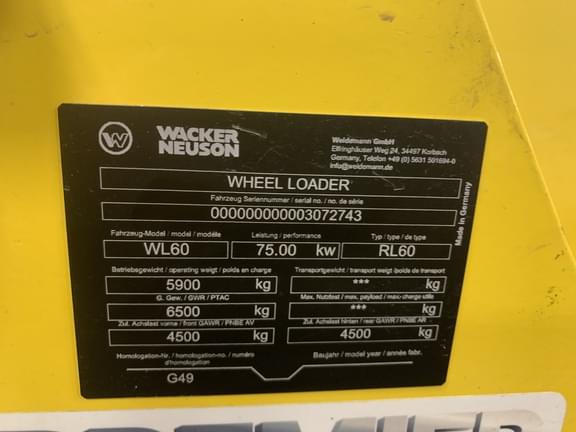 WACKER
NEUSON
Weidemann GmbH
Elfringhäuser Weg 24, 34497 Korbach
Germany, Telefon +49 (0) 5631 501694-0
info@weidemann.de
WHEEL LOADER
Fahrzeug Seriennummer / serial no. / no. de série
000000000003072743
Made in Germany
Fahrzeug-Model / model / modéle
Leistung / performance
Typ / type / de type
WL60
75.00 kw
RL60
Betriebsgewicht / operating weigt / poids en charge
Transportgewicht / transport weigt / poids de transport
5900 kg
*** kg
G. Gew. / GWR / PTAC
Max. Nutzlast / max. payload / max.-charge utile
6500 kg
*** kg
Zul. Achslast vorne / front GAWR / PNBE AV
Zul. Achslast hinten / rear GAWR / PNBE AR
4500 kg
4500 kg
Homologation-Nr. / homologation-no. / numéro
d'homologation
Baujahr / model year / année fabr.
G49